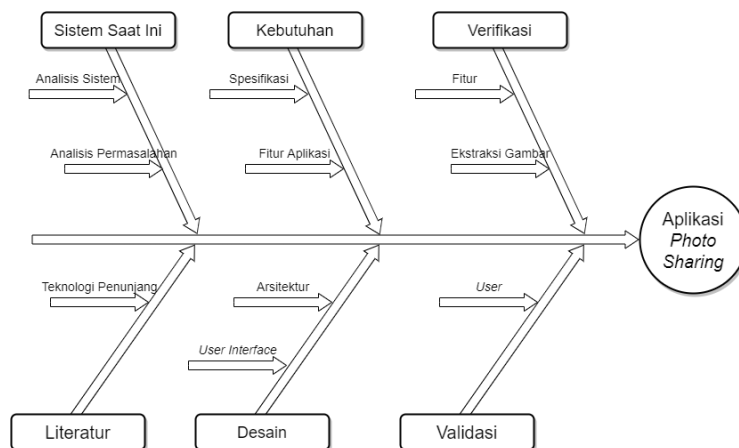 Sistem Saat Ini
Kebutuhan
Verifikasi
Analisis Sistem
Spesifikasi
Fitur
Analisis Permasalahan
Fitur Aplikasi
Ekstraksi Gambar
Aplikasi
Photo
Sharing
Teknologi Penunjang
Arsitektur
User
User Interface
Literatur
Desain
Validasi